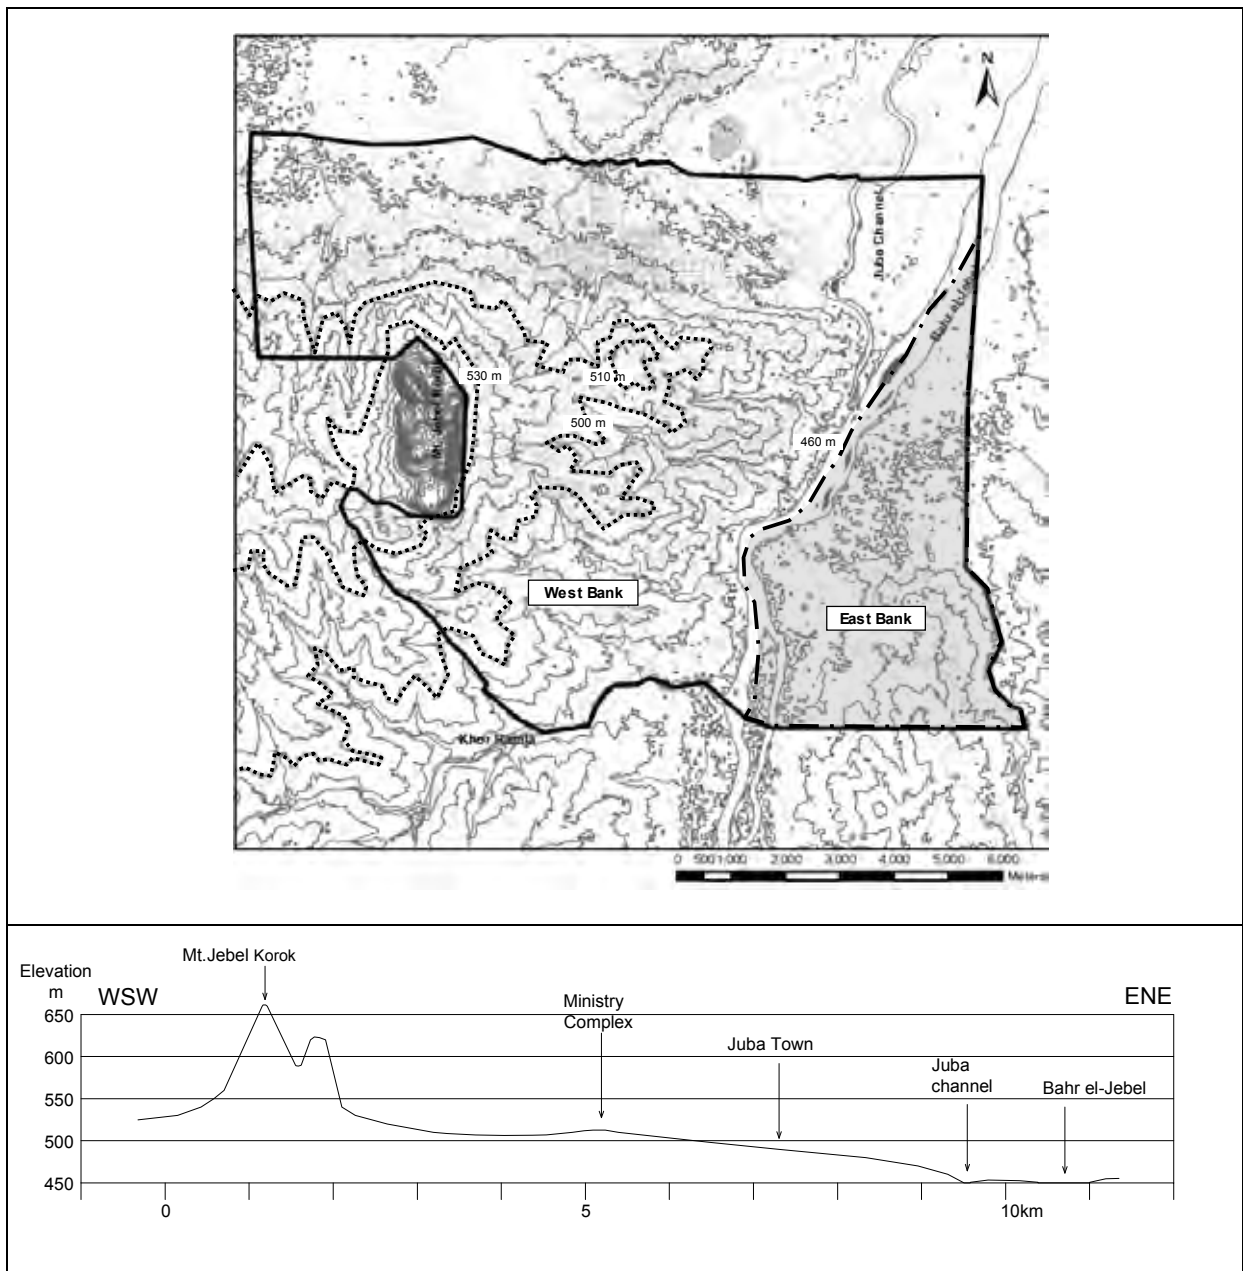 N
Juba Channel
Bahr el-Jebel
Mt. Jebel Korok
530 m
510 m
500 m
460 m
West Bank
East Bank
Khor Ramla
0 500 1,000 2,000 3,000 4,000 5,000 6,000
Meters
Mt.Jebel Korok
Elevation
m
WSW
ENE
Ministry
Complex
Juba Town
Juba
channel
Bahr el-Jebel
650
600
550
500
450
0
5
10km